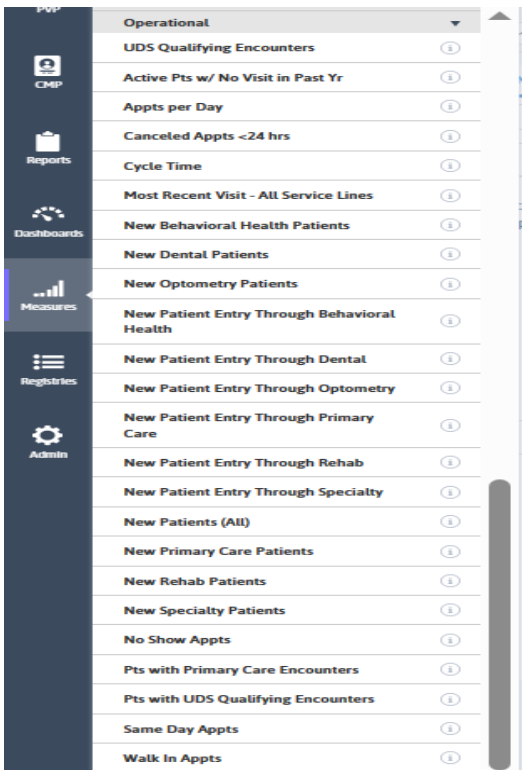 PVP
CMP
Reports
Dashboards
Measures
Registries
Admin
Operational
UDS Qualifying Encounters
Active Pts w/ No Visit in Past Yr
Appts per Day
Canceled Appts <24 hrs
Cycle Time
Most Recent Visit - All Service Lines
New Behavioral Health Patients
New Dental Patients
New Optometry Patients
New Patient Entry Through Behavioral
Health
New Patient Entry Through Dental
New Patient Entry Through Optometry
New Patient Entry Through Primary
Care
New Patient Entry Through Rehab
New Patient Entry Through Specialty
New Patients (All)
New Primary Care Patients
New Rehab Patients
New Specialty Patients
No Show Appts
Pts with Primary Care Encounters
Pts with UDS Qualifying Encounters
Same Day Appts
Walk In Appts